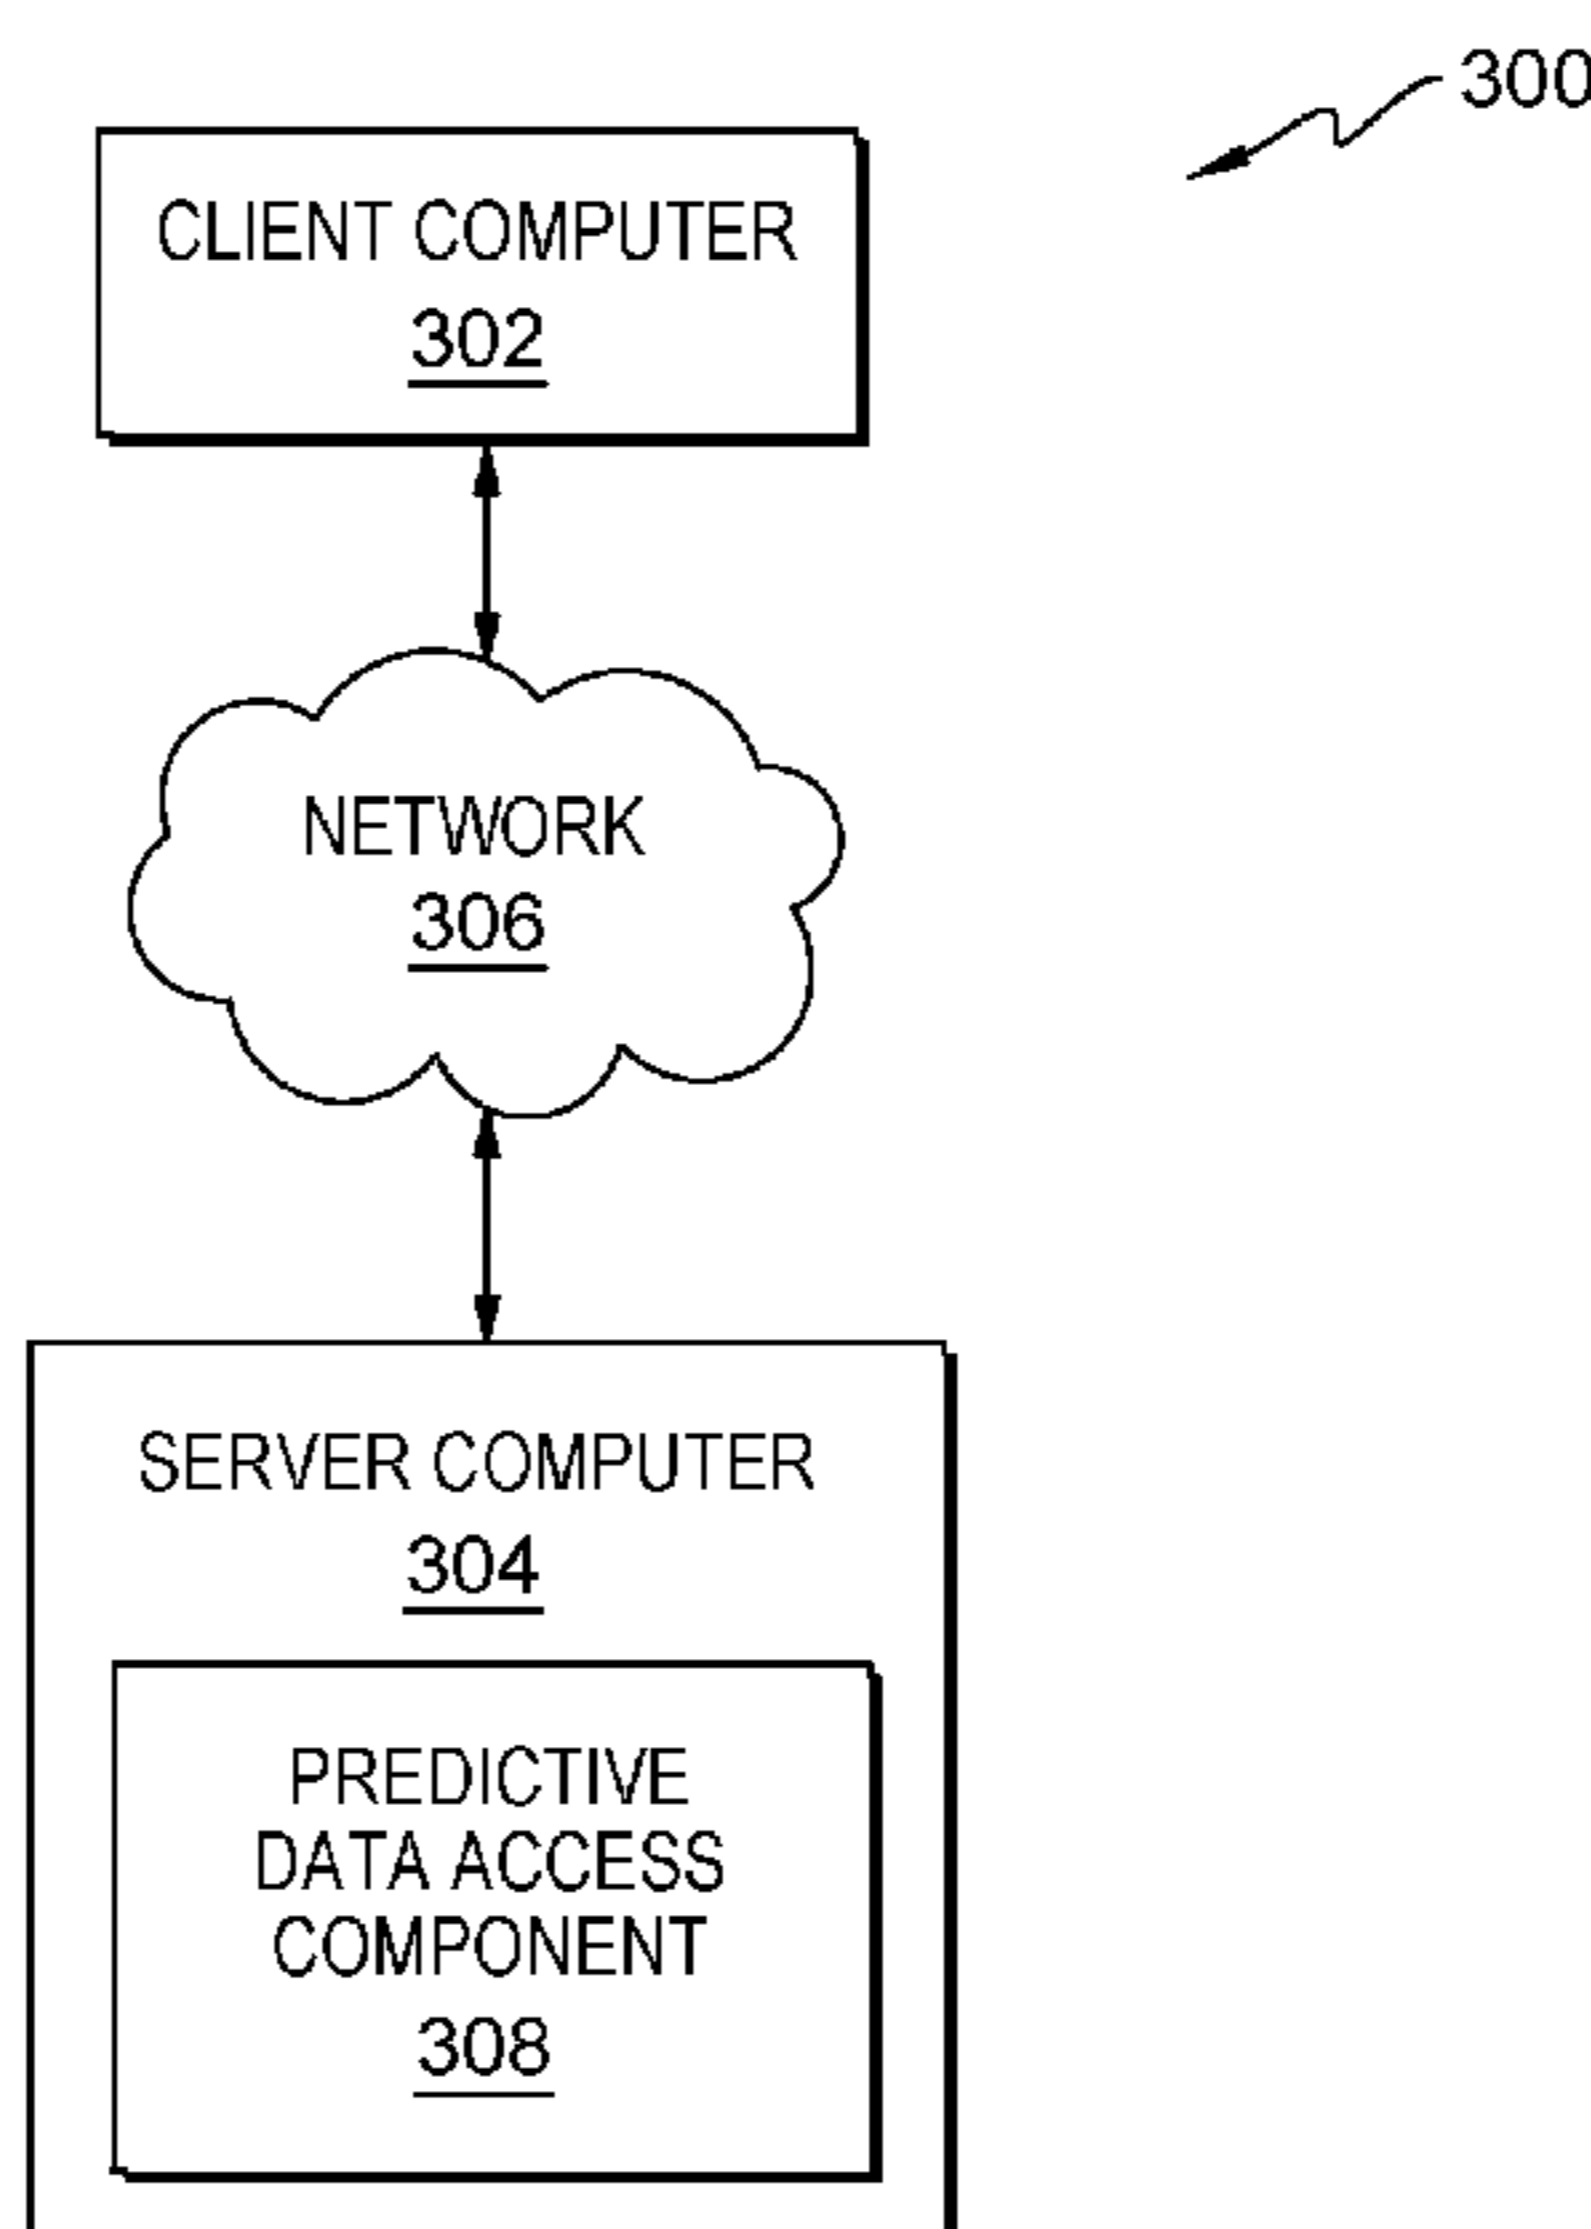 300
CLIENT COMPUTER
302
NETWORK
306
SERVER COMPUTER
304
PREDICTIVE
DATA ACCESS
COMPONENT
308